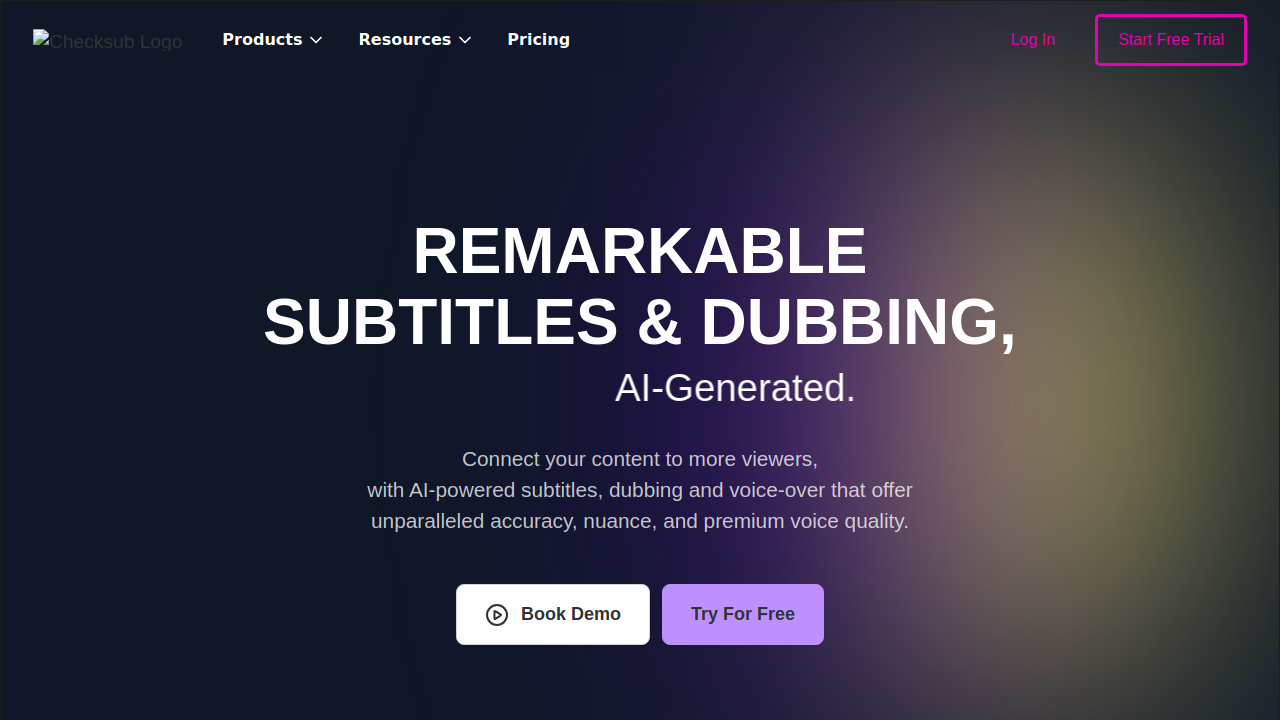 Checksub Logo
Products
Resources
Pricing
Log In
Start Free Trial
REMARKABLE
SUBTITLES & DUBBING,
AI-Generated.
Connect your content to more viewers,
with AI-powered subtitles, dubbing and voice-over that offer
unparalleled accuracy, nuance, and premium voice quality.
Book Demo
Try For Free